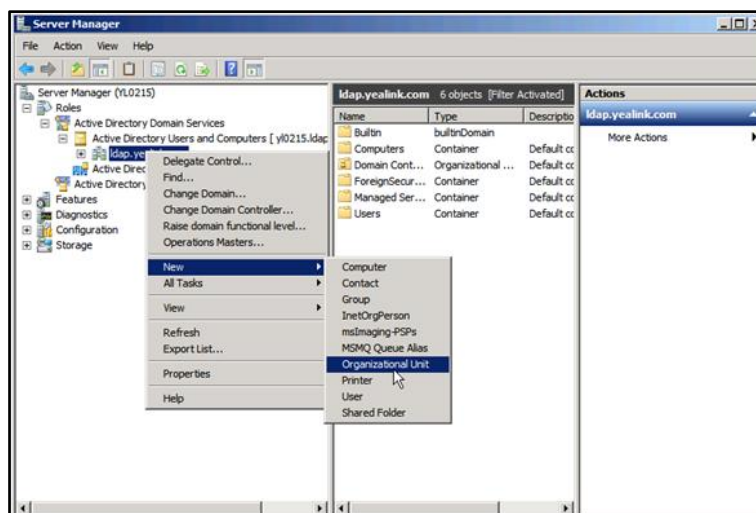 Server Manager
File Action View Help
Server Manager (YL0215)
Roles
Active Directory Domain Services
Active Directory Users and Computers [ yl0215.ldap
ldap.ye
Active Direc
Active Directory
Features
Diagnostics
Configuration
Storage
Delegate Control...
Find...
Change Domain...
Change Domain Controller...
Raise domain functional level...
Operations Masters...
New
All Tasks
View
Refresh
Export List...
Properties
Help
Computer
Contact
Group
InetOrgPerson
msImaging-PSPs
MSMQ Queue Alias
Organizational Unit
Printer
User
Shared Folder
ldap.yealink.com 6 objects [Filter Activated]
Name Type Descriptio
Builtin builtinDomain
Computers Container Default cc
Domain Cont... Organizational ... Default cc
ForeignSecur... Container Default cc
Managed Ser... Container Default cc
Users Container Default cc
Actions
ldap.yealink.com
More Actions